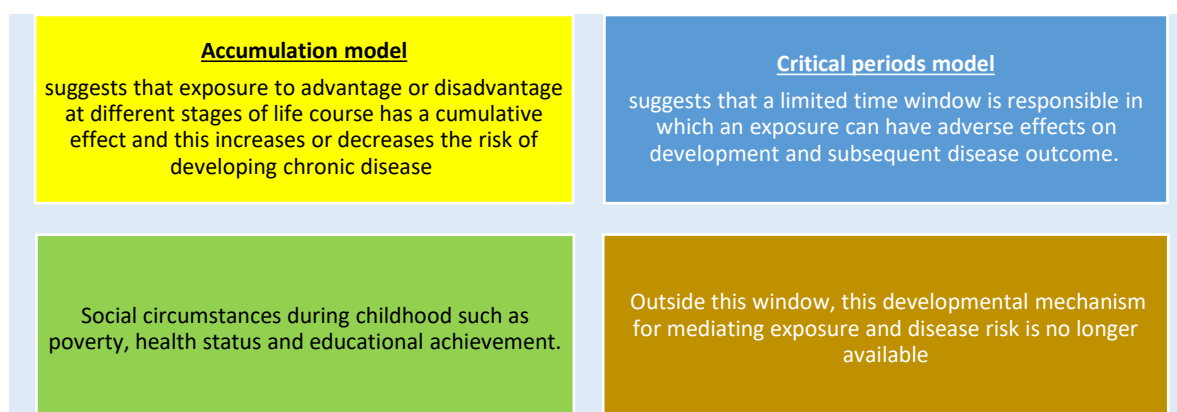 Accumulation model
suggests that exposure to advantage or disadvantage
at different stages of life course has a cumulative
effect and this increases or decreases the risk of
developing chronic disease
Critical periods model
suggests that a limited time window is responsible in
which an exposure can have adverse effects on
development and subsequent disease outcome.
Social circumstances during childhood such as
poverty, health status and educational achievement.
Outside this window, this developmental mechanism
for mediating exposure and disease risk is no longer
available